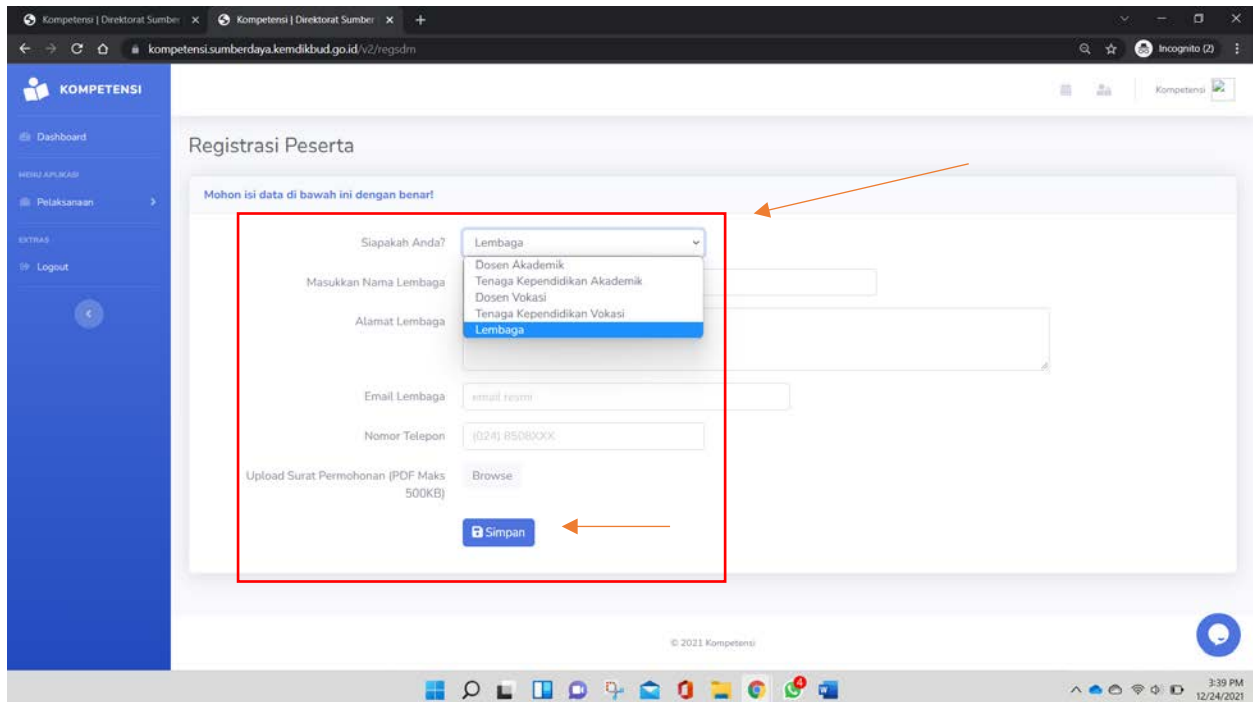 Kompetensi | Direktorat Sumber
Kompetensi | Direktorat Sumber
kompetensi.sumberdaya.kemdikbud.go.id/v2/regsdm
Incognito (2)
KOMPETENSI
Kompetensi
Dashboard
MENU APLIKASI
Pelaksanaan
EXTRAS
Logout
Registrasi Peserta
Mohon isi data di bawah ini dengan benar!
Siapakah Anda?
Lembaga
Dosen Akademik
Tenaga Kependidikan Akademik
Dosen Vokasi
Tenaga Kependidikan Vokasi
Lembaga
Masukkan Nama Lembaga
Alamat Lembaga
Email Lembaga
email resmi
Nomor Telepon
(024) 8508XXX
Upload Surat Permohonan (PDF Maks
500KB)
Browse
Simpan
© 2021 Kompetensi
4
3:39 PM
12/24/2021